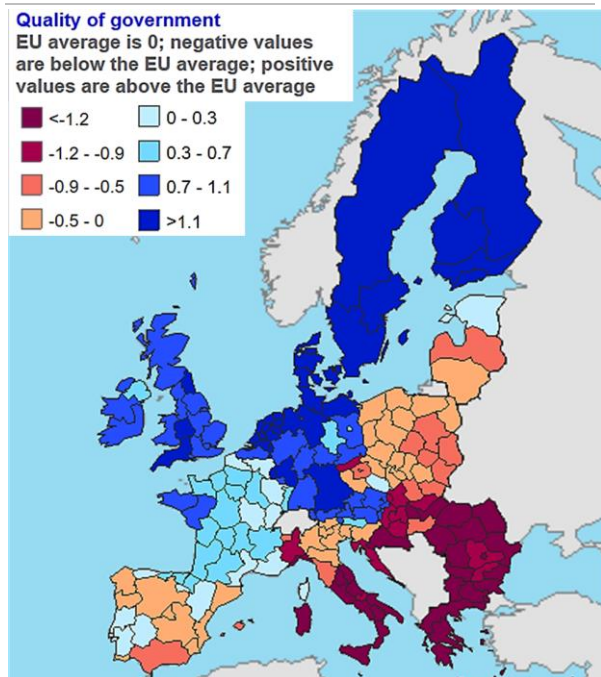 Quality of government
EU average is 0; negative values
are below the EU average; positive
values are above the EU average
<-1.2
0 - 0.3
-1.2 - -0.9
0.3 - 0.7
-0.9 - -0.5
0.7 - 1.1
-0.5 - 0
>1.1